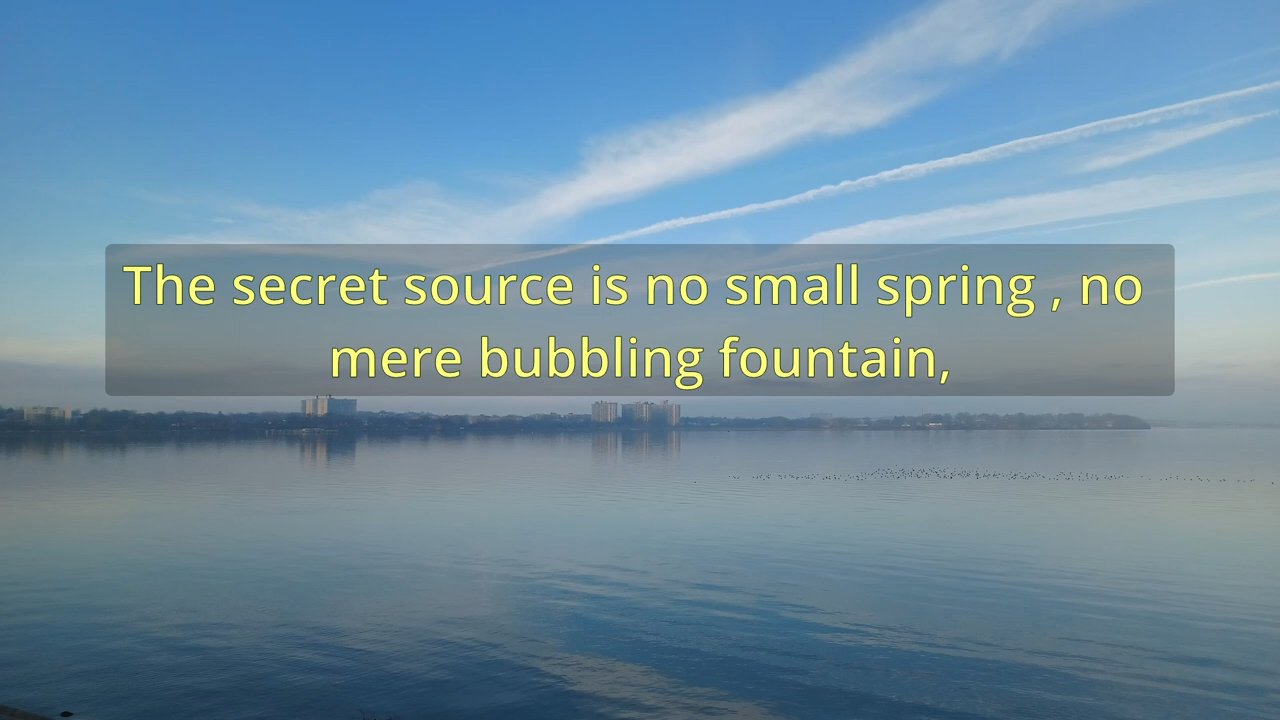 The secret source is no small spring , no
mere bubbling fountain,